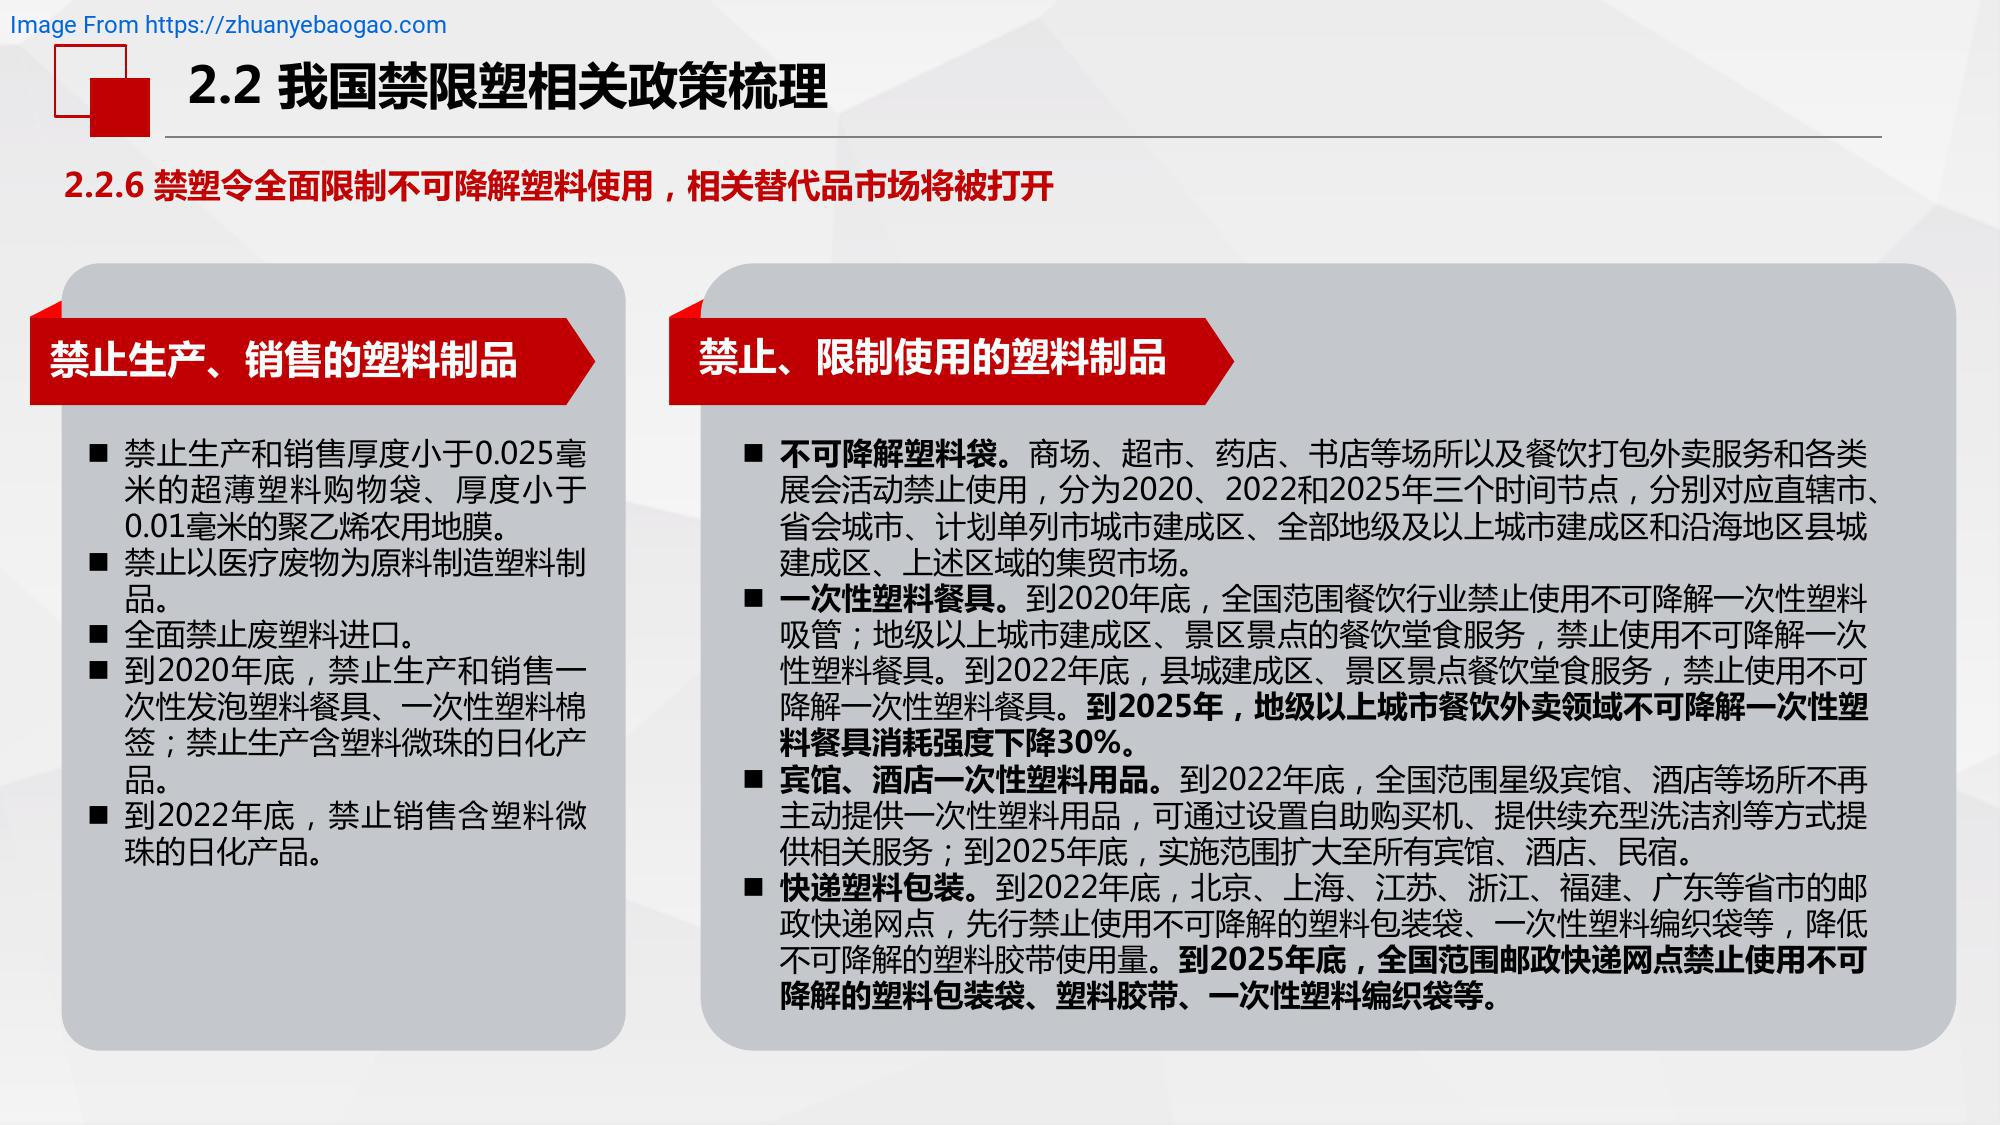 Image From https://zhuanyebaogao.com
2.2 我国禁限塑相关政策梳理
2.2.6 禁塑令全面限制不可降解塑料使用，相关替代品市场将被打开
禁止生产、销售的塑料制品
■ 禁止生产和销售厚度小于0.025毫
米的超薄塑料购物袋、厚度小于
0.01毫米的聚乙烯农用地膜。
■ 禁止以医疗废物为原料制造塑料制
品。
■ 全面禁止废塑料进口。
■ 到2020年底，禁止生产和销售一
次性发泡塑料餐具、一次性塑料棉
签；禁止生产含塑料微珠的日化产
品。
■ 到2022年底，禁止销售含塑料微
珠的日化产品。
禁止、限制使用的塑料制品
■ 不可降解塑料袋。商场、超市、药店、书店等场所以及餐饮打包外卖服务和各类
展会活动禁止使用，分为2020、2022和2025年三个时间节点，分别对应直辖市、
省会城市、计划单列市城市建成区、全部地级及以上城市建成区和沿海地区县城
建成区、上述区域的集贸市场。
■ 一次性塑料餐具。到2020年底，全国范围餐饮行业禁止使用不可降解一次性塑料
吸管；地级以上城市建成区、景区景点的餐饮堂食服务，禁止使用不可降解一次
性塑料餐具。到2022年底，县城建成区、景区景点餐饮堂食服务，禁止使用不可
降解一次性塑料餐具。到2025年，地级以上城市餐饮外卖领域不可降解一次性塑
料餐具消耗强度下降30%。
■ 宾馆、酒店一次性塑料用品。到2022年底，全国范围星级宾馆、酒店等场所不再
主动提供一次性塑料用品，可通过设置自助购买机、提供续充型洗洁剂等方式提
供相关服务；到2025年底，实施范围扩大至所有宾馆、酒店、民宿。
■ 快递塑料包装。到2022年底，北京、上海、江苏、浙江、福建、广东等省市的邮
政快递网点，先行禁止使用不可降解的塑料包装袋、一次性塑料编织袋等，降低
不可降解的塑料胶带使用量。到2025年底，全国范围邮政快递网点禁止使用不可
降解的塑料包装袋、塑料胶带、一次性塑料编织袋等。